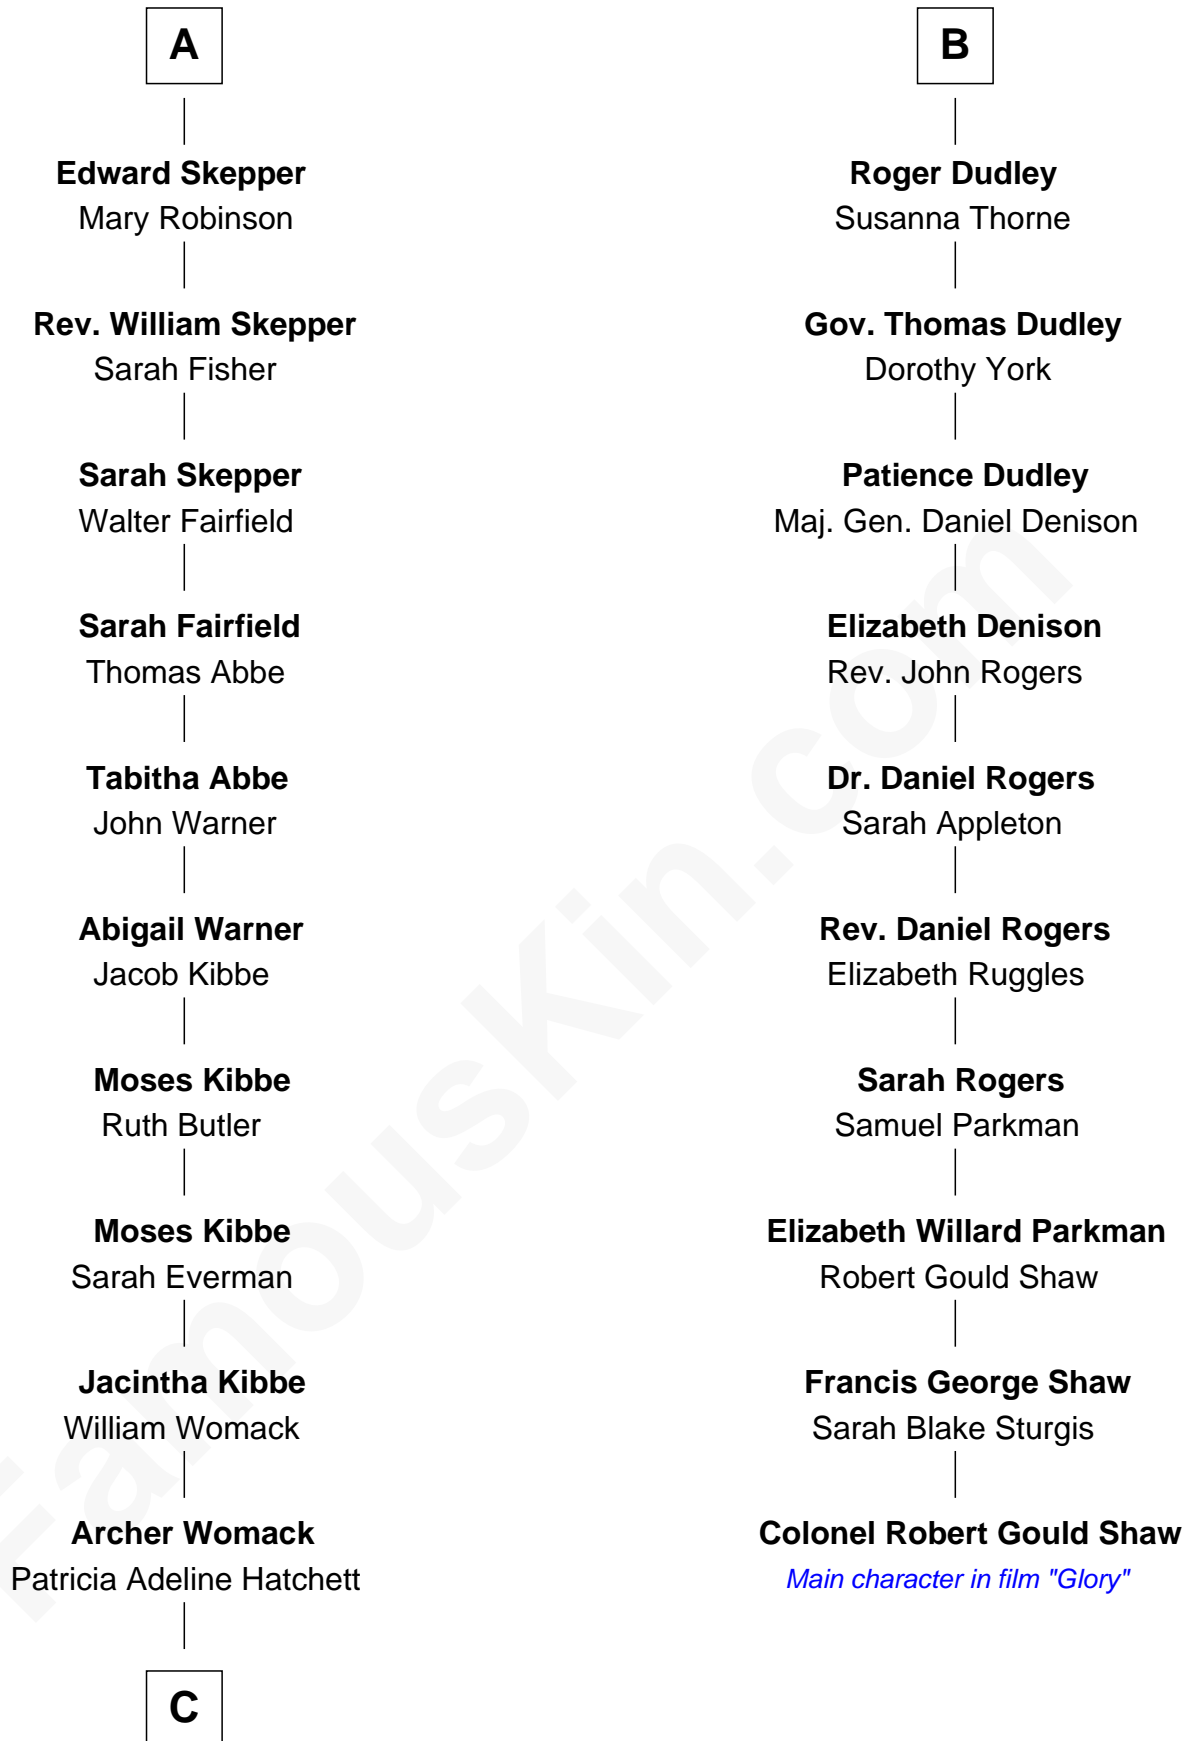 A
Edward Skepper
Mary Robinson
Rev. William Skepper
Sarah Fisher
Sarah Skepper
Walter Fairfield
Sarah Fairfield
Thomas Abbe
Tabitha Abbe
John Warner
Abigail Warner
Jacob Kibbe
Moses Kibbe
Ruth Butler
Moses Kibbe
Sarah Everman
Jacintha Kibbe
William Womack
Archer Womack
Patricia Adeline Hatchett
C
B
Roger Dudley
Susanna Thorne
Gov. Thomas Dudley
Dorothy York
Patience Dudley
Maj. Gen. Daniel Denison
Elizabeth Denison
Rev. John Rogers
Dr. Daniel Rogers
Sarah Appleton
Rev. Daniel Rogers
Elizabeth Ruggles
Sarah Rogers
Samuel Parkman
Elizabeth Willard Parkman
Robert Gould Shaw
Francis George Shaw
Sarah Blake Sturgis
Colonel Robert Gould Shaw
Main character in film "Glory"
FamousKin.com